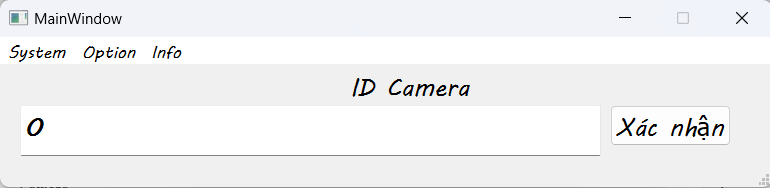 MainWindow
System Option Info
ID Camera
0 Xác nhận